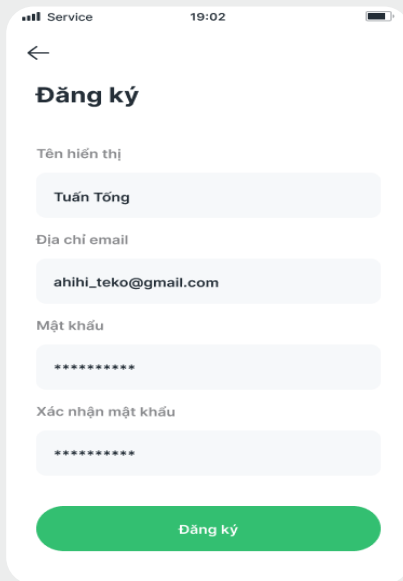 Service 19:02
Đăng ký
Tên hiển thị
Tuấn Tống
Địa chỉ email
ahihi_teko@gmail.com
Mật khẩu
**********
Xác nhận mật khẩu
**********
Đăng ký